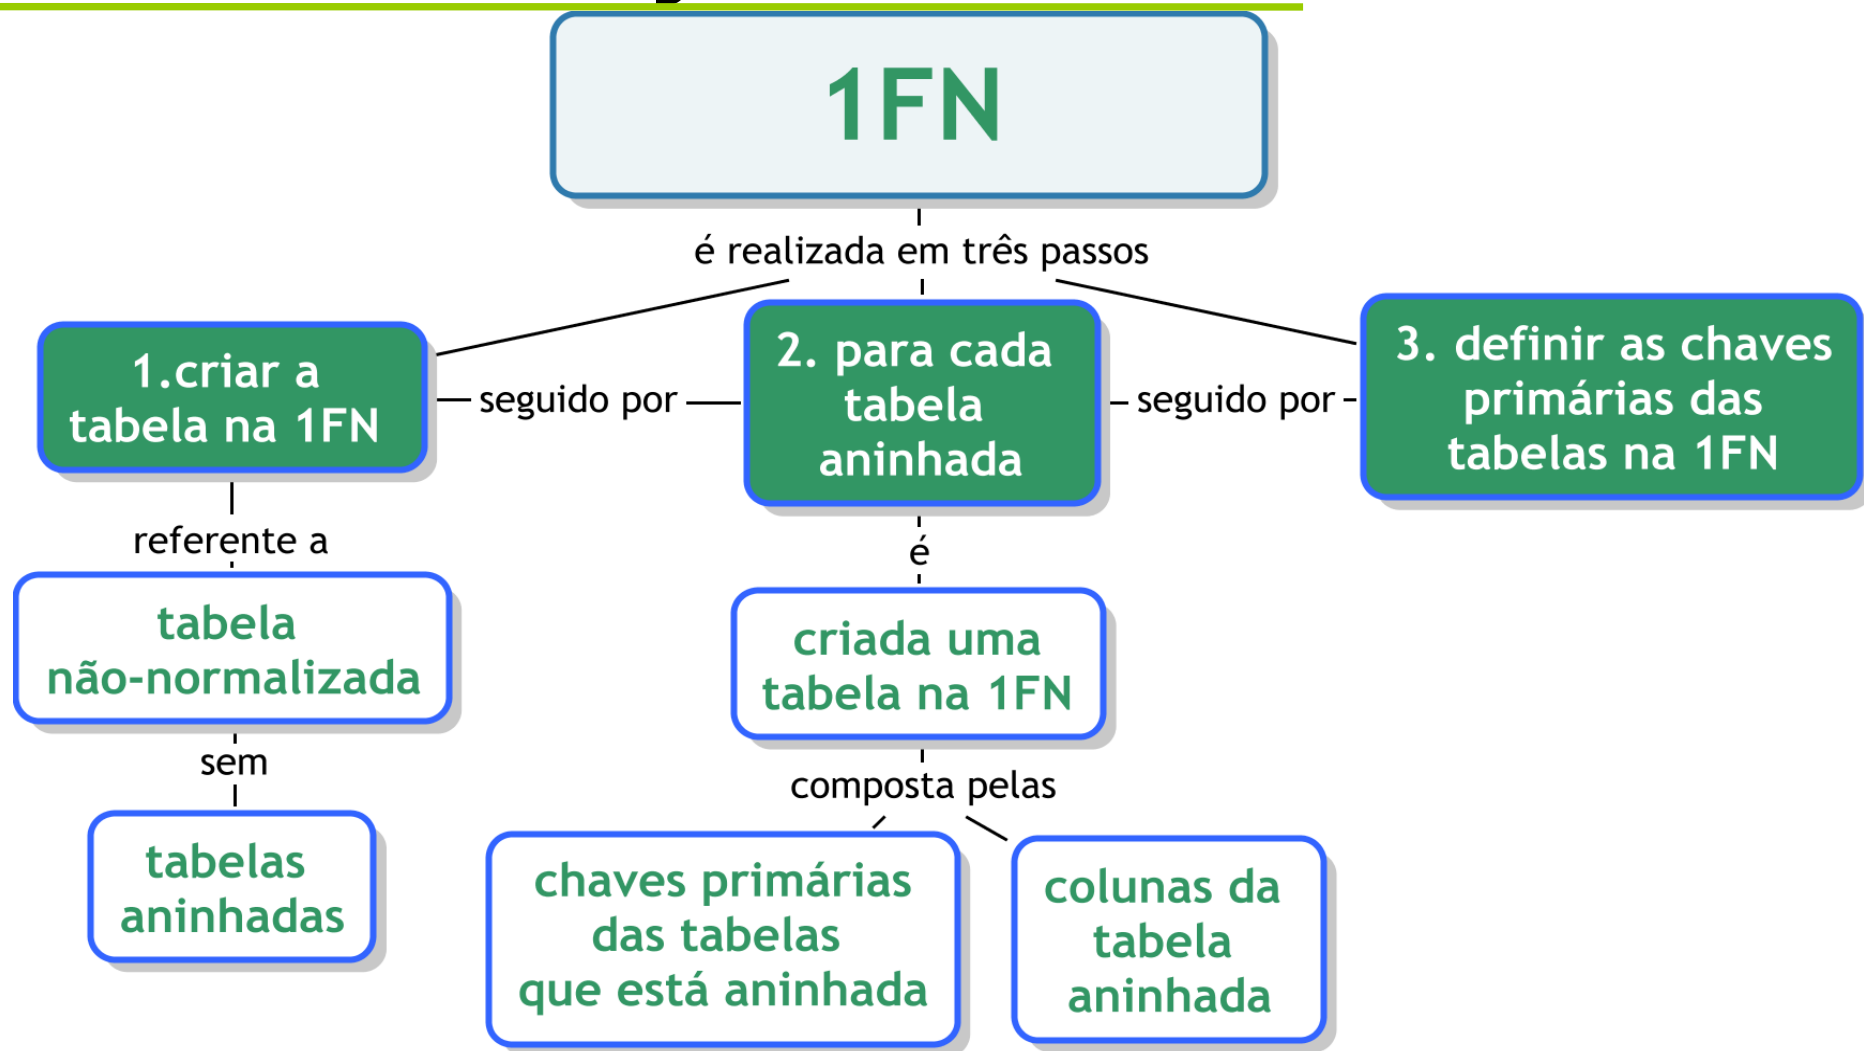 1FN
é realizada em três passos
1.criar a
tabela na 1FN
seguido por
2. para cada
tabela
aninhada
seguido por
3. definir as chaves
primárias das
tabelas na 1FN
referente a
tabela
não-normalizada
sem
tabelas
aninhadas
é
criada uma
tabela na 1FN
composta pelas
chaves primárias
das tabelas
que está aninhada
colunas da
tabela
aninhada